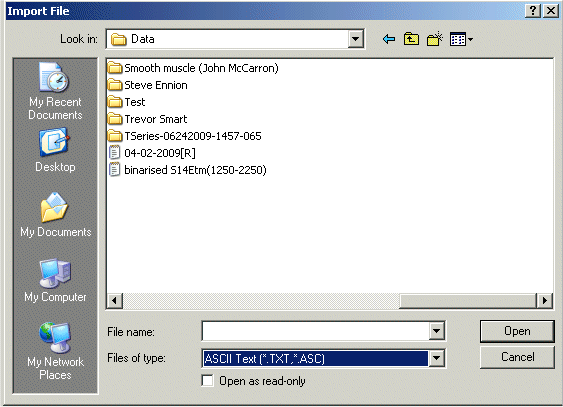 Import File
Look in: Data
My Recent
Documents
Desktop
My Documents
My Computer
My Network
Places
Smooth muscle (John McCarron)
Steve Ennion
Test
Trevor Smart
TSeries-06242009-1457-065
04-02-2009[R]
binarised S14Etm(1250-2250)
File name:
Open
Files of type: ASCII Text (*.TXT,*.ASC)
Cancel
Open as read-only